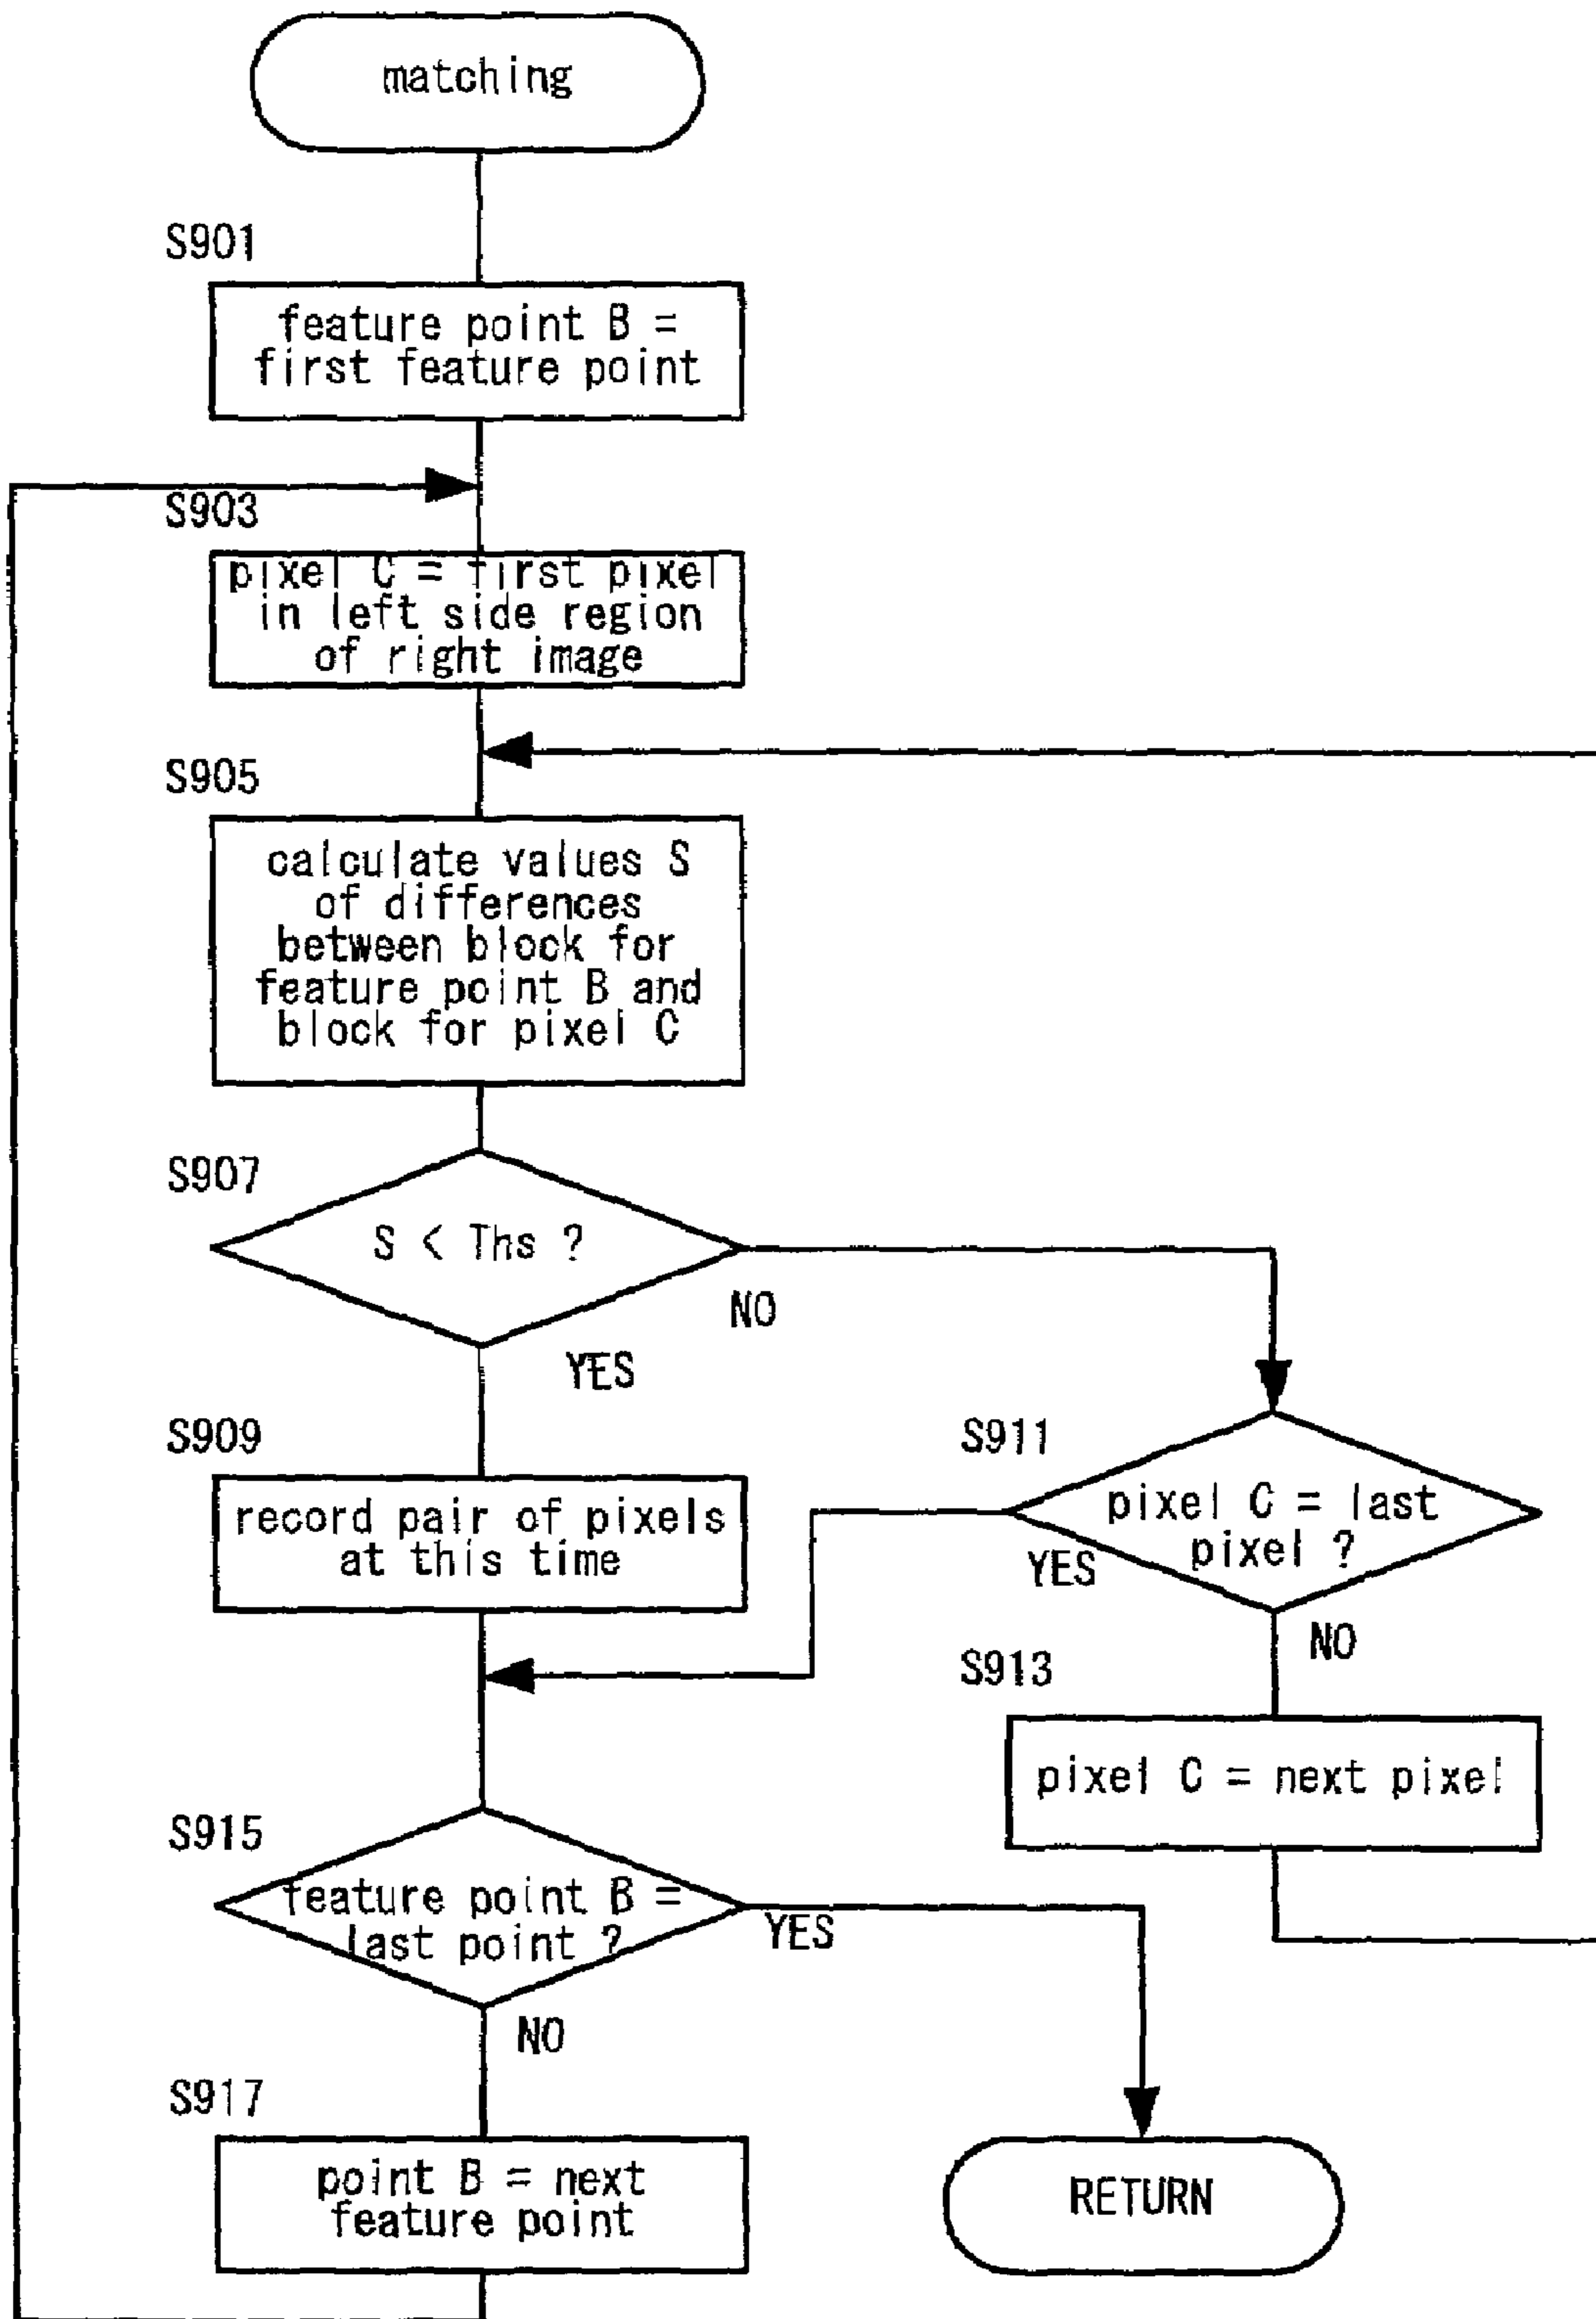 matching
S901
feature point B =
first feature point
S903
pixel C = first pixel
in left side region
of right image
S905
calculate values S
of differences
between block for
feature point B and
block for pixel C
S907
S < Ths ?
NO
YES
S909
record pair of pixels
at this time
S911
pixel C = last
pixel ?
YES
NO
S913
pixel C = next pixel
S915
feature point B =
last point ?
YES
NO
S917
point B = next
feature point
RETURN